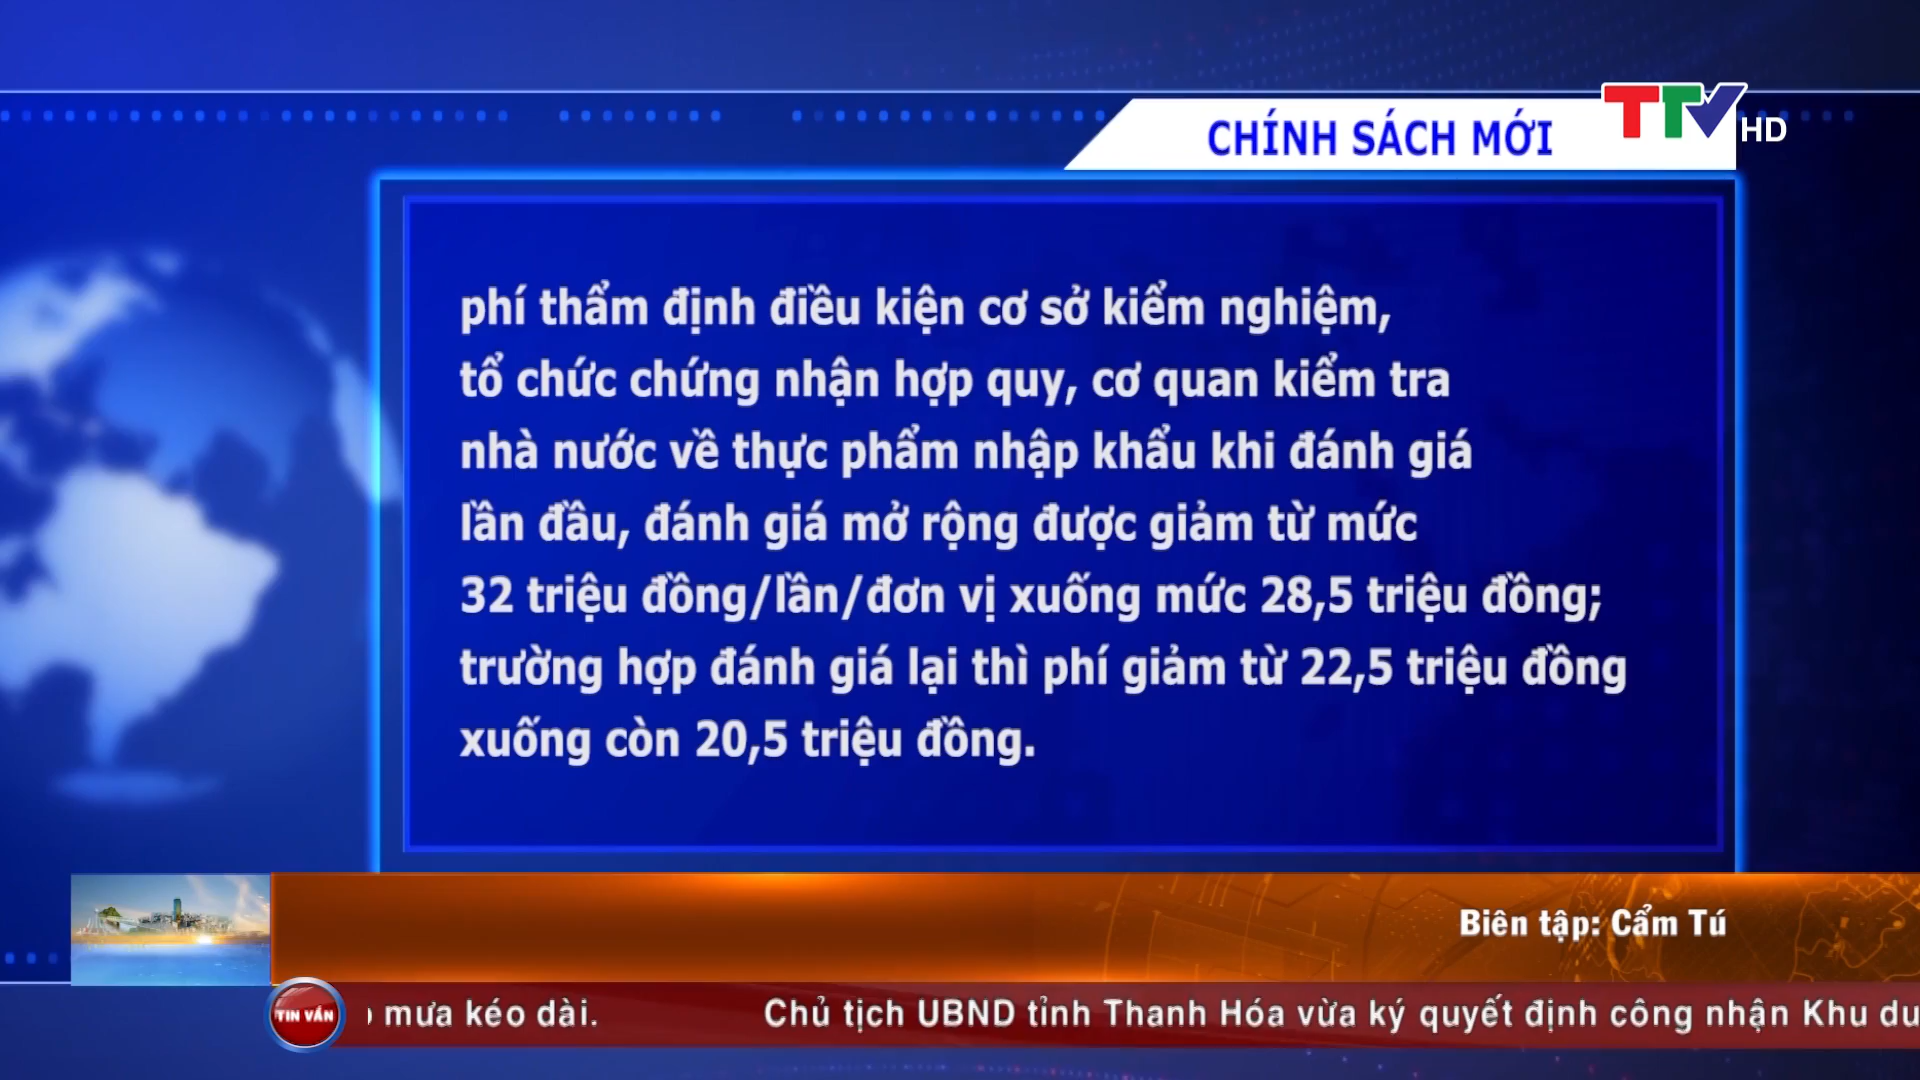 TTV HD
CHÍNH SÁCH MỚI
phí thẩm định điều kiện cơ sở kiểm nghiệm,
tổ chức chứng nhận hợp quy, cơ quan kiểm tra
nhà nước về thực phẩm nhập khẩu khi đánh giá
lần đầu, đánh giá mở rộng được giảm từ mức
32 triệu đồng/lần/đơn vị xuống mức 28,5 triệu đồng;
trường hợp đánh giá lại thì phí giảm từ 22,5 triệu đồng
xuống còn 20,5 triệu đồng.
Biên tập: Cẩm Tú
TIN VẮN
mưa kéo dài. Chủ tịch UBND tỉnh Thanh Hóa vừa ký quyết định công nhận Khu du